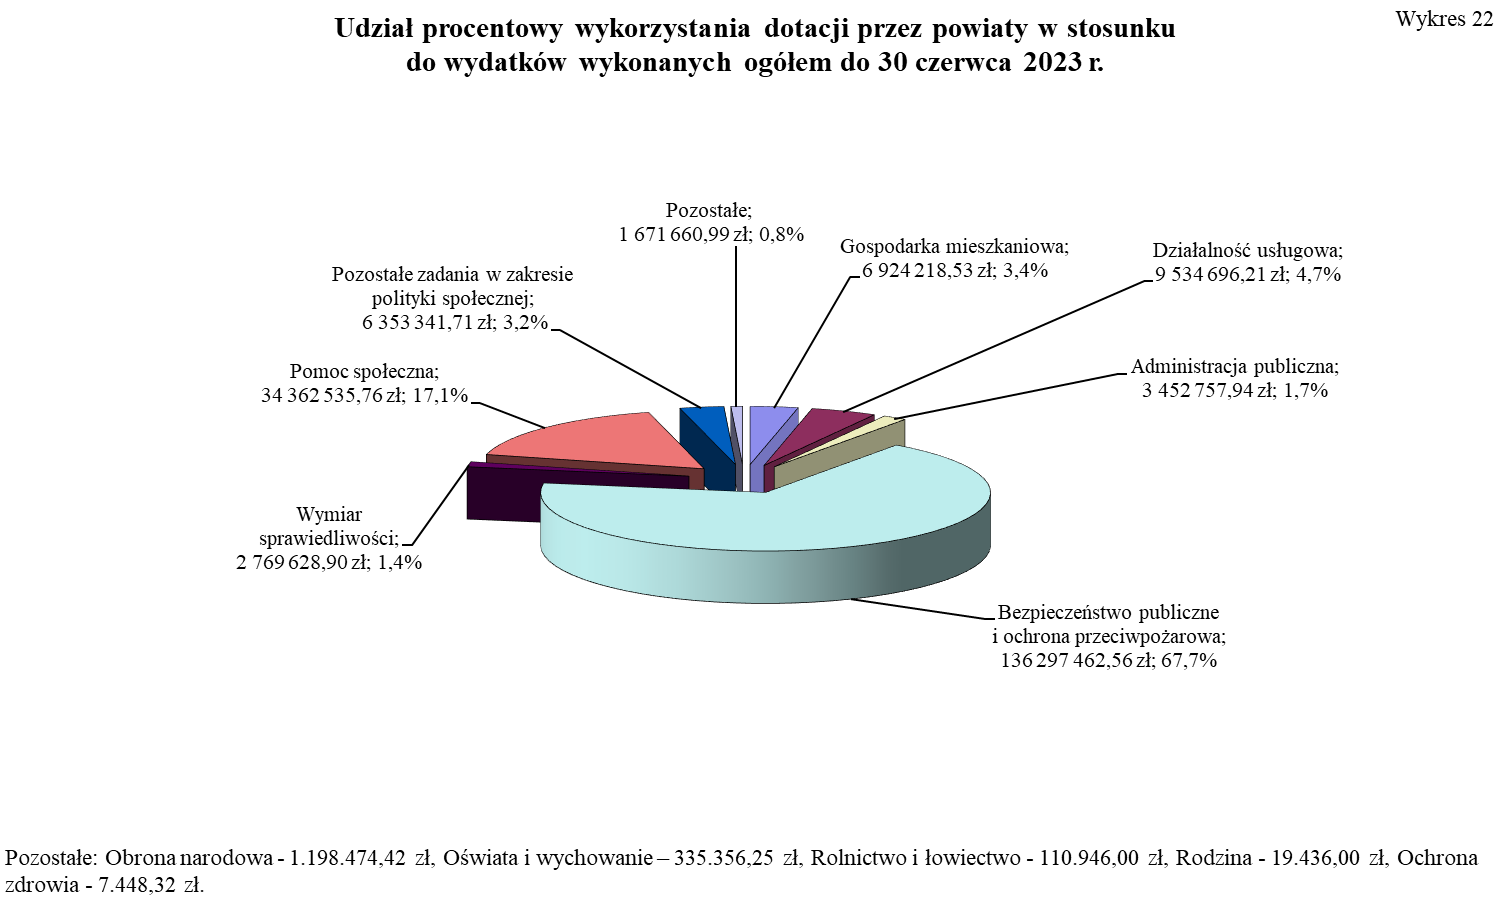 Wykres 22
Udział procentowy wykorzystania dotacji przez powiaty w stosunku
do wydatków wykonanych ogółem do 30 czerwca 2023 r.
Pozostałe;
1 671 660,99 zł; 0,8%
Gospodarka mieszkaniowa;
6 924 218,53 zł; 3,4%
Działalność usługowa;
9 534 696,21 zł; 4,7%
Pozostałe zadania w zakresie
polityki społecznej;
6 353 341,71 zł; 3,2%
Administracja publiczna;
3 452 757,94 zł; 1,7%
Pomoc społeczna;
34 362 535,76 zł; 17,1%
Wymiar
sprawiedliwości;
2 769 628,90 zł; 1,4%
Bezpieczeństwo publiczne
i ochrona przeciwpożarowa;
136 297 462,56 zł; 67,7%
Pozostałe: Obrona narodowa - 1.198.474,42 zł, Oświata i wychowanie – 335.356,25 zł, Rolnictwo i łowiectwo - 110.946,00 zł, Rodzina - 19.436,00 zł, Ochrona
zdrowia - 7.448,32 zł.